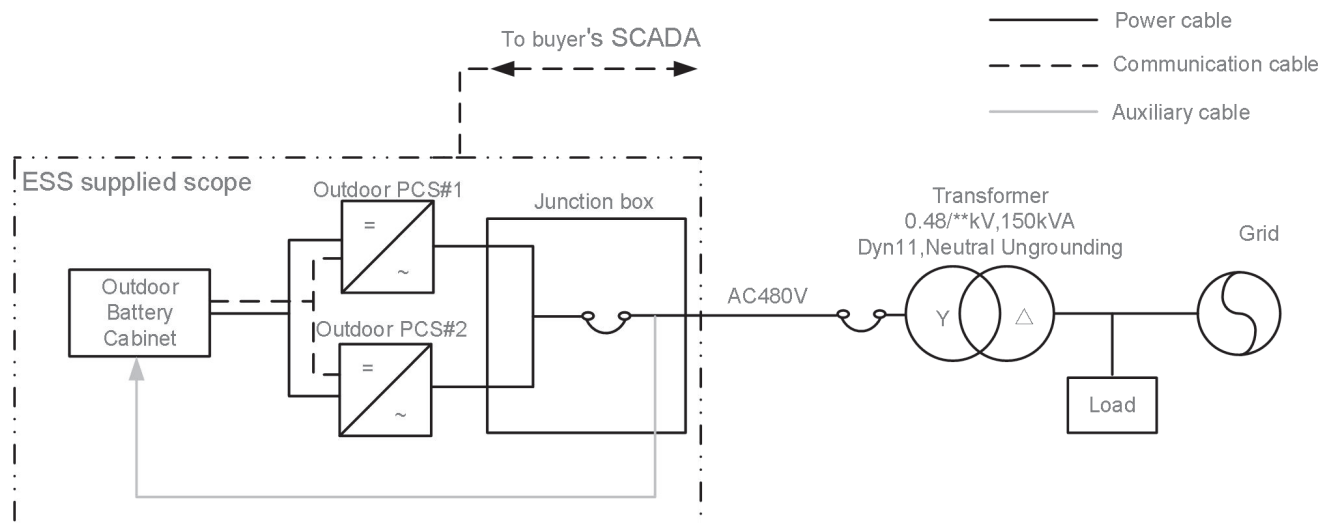 To buyer's SCADA
Power cable
Communication cable
Auxiliary cable
ESS supplied scope
Outdoor PCS#1
=
~
Junction box
Transformer
0.48/**kV,150kVA
Dyn11,Neutral Ungrounding
Grid
Outdoor
Battery
Cabinet
AC480V
Y
△
Outdoor PCS#2
=
~
Load